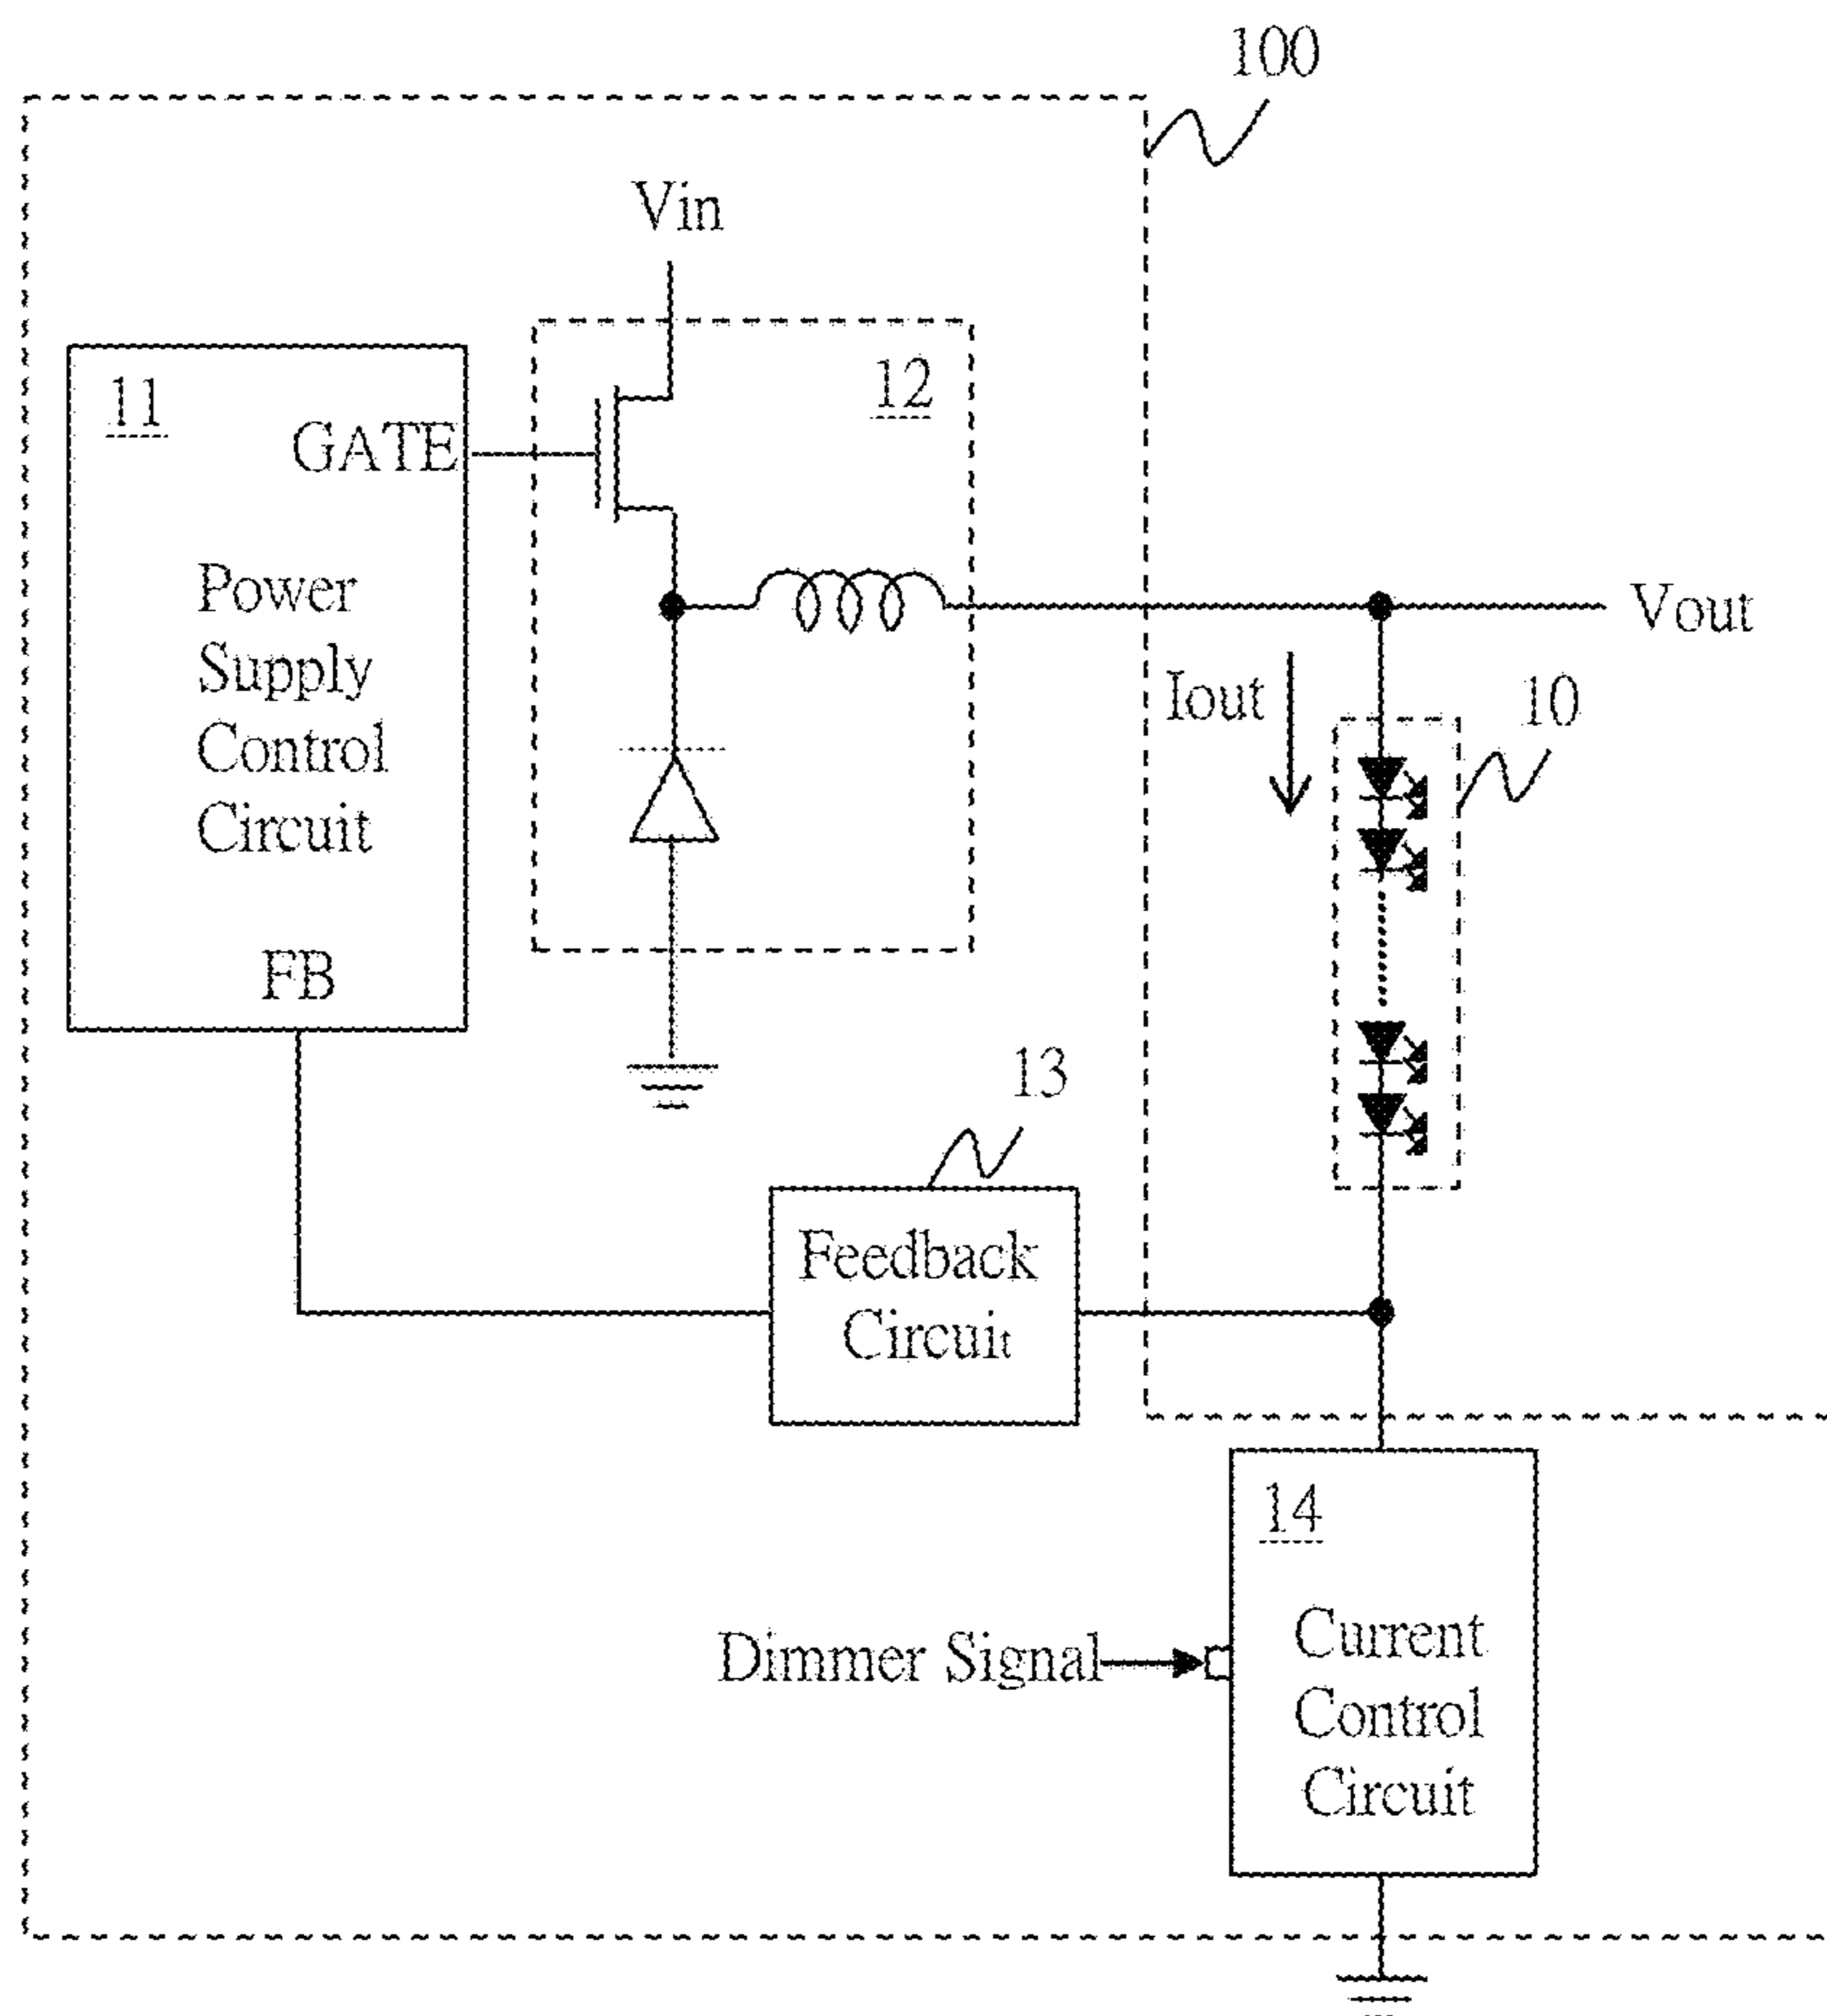 100
Vin
11
12
GATE
Power
Supply
Control
Circuit
Vout
Iout
10
FB
13
Feedback
Circuit
14
Dimmer Signal
Current
Control
Circuit